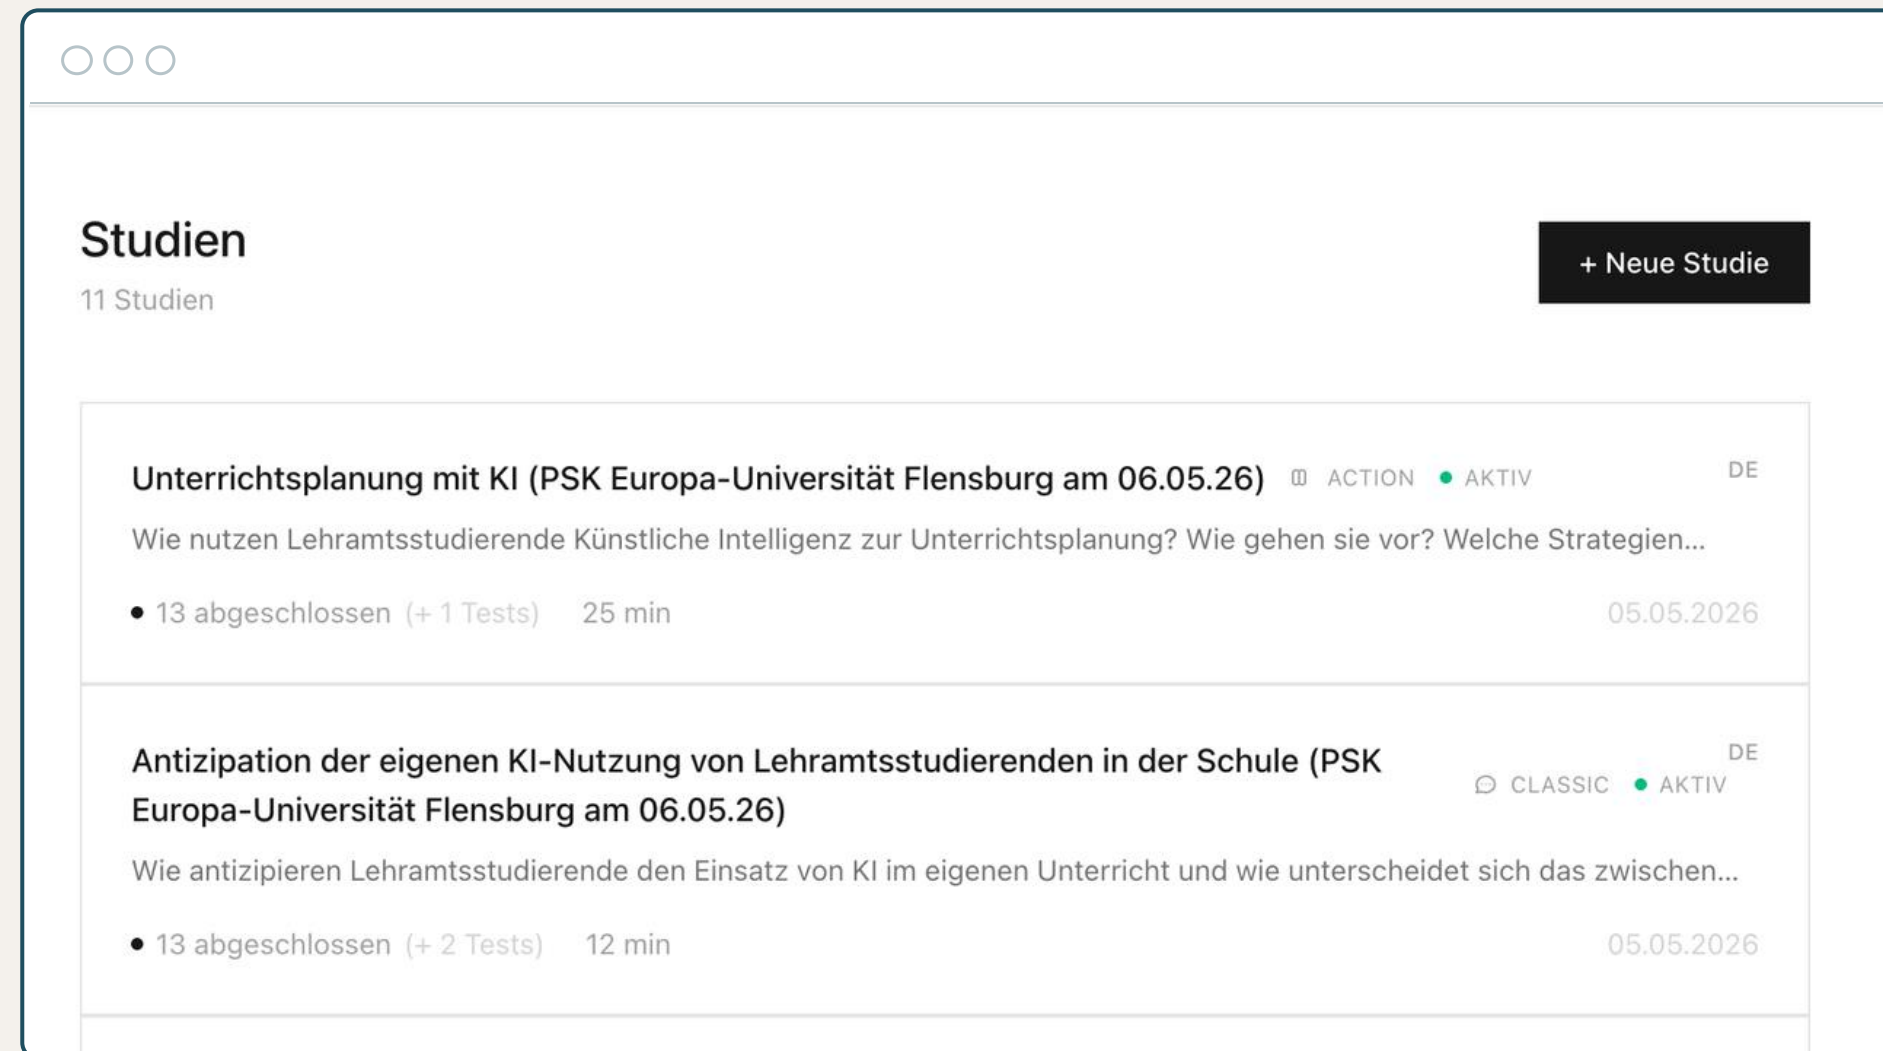 Studien
+ Neue Studie
11 Studien
Unterrichtsplanung mit KI (PSK Europa-Universität Flensburg am 06.05.26) ACTION AKTIV DE
Wie nutzen Lehramtsstudierende Künstliche Intelligenz zur Unterrichtsplanung? Wie gehen sie vor? Welche Strategien...
13 abgeschlossen (+ 1 Tests) 25 min 05.05.2026
Antizipation der eigenen KI-Nutzung von Lehramtsstudierenden in der Schule (PSK
Europa-Universität Flensburg am 06.05.26)
CLASSIC AKTIV
DE
Wie antizipieren Lehramtsstudierende den Einsatz von KI im eigenen Unterricht und wie unterscheidet sich das zwischen...
13 abgeschlossen (+ 2 Tests) 12 min 05.05.2026